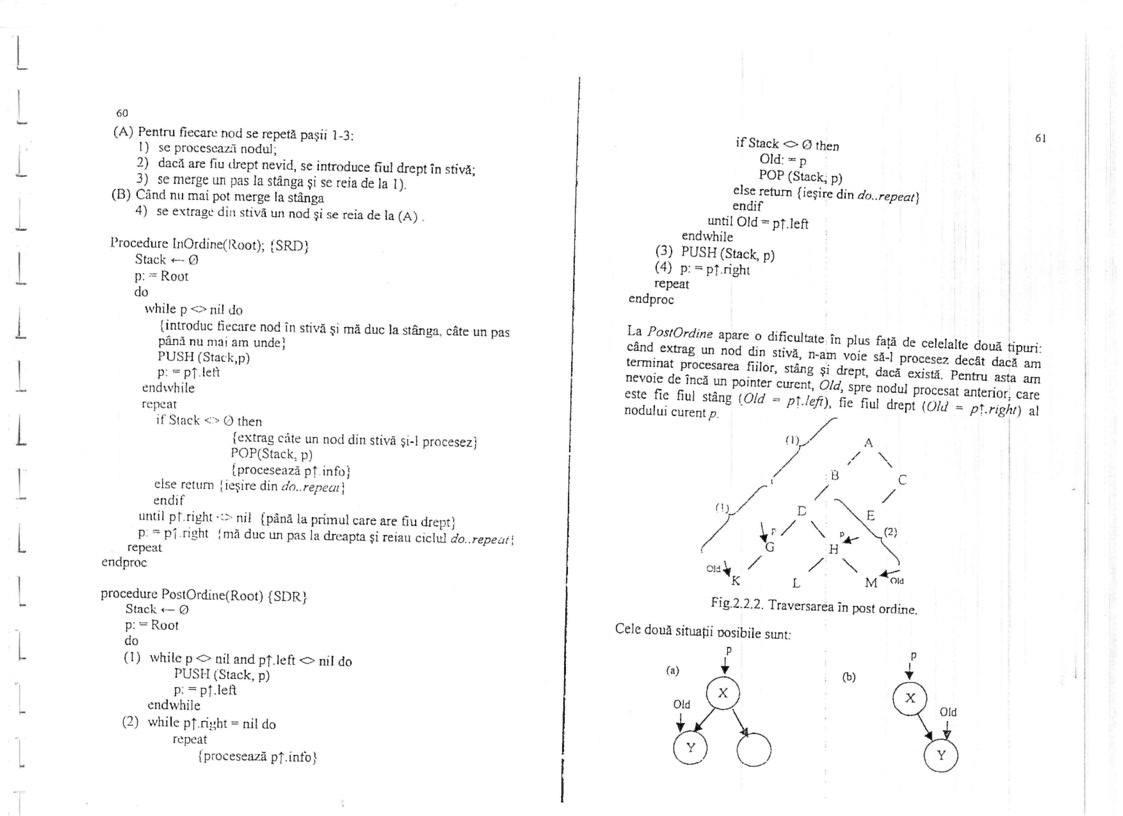 60
(A) Pentru fiecare nod se repetă paşii 1-3:
1) se procesează nodul;
2) dacă are fiu drept nevid, se introduce fiul drept în stivă;
3) se merge un pas la stânga şi se reia de la 1).
(B) Când nu mai pot merge la stânga
4) se extrage din stivă un nod şi se reia de la (A) .
Procedure InOrdine(Root); {SRD}
Stack ← Ø
p: = Root
do
while p <> nil do
{introduc fiecare nod în stivă şi mă duc la stânga, câte un pas
până nu mai am unde}
PUSH (Stack,p)
p: = p↑.left
endwhile
repeat
if Stack <> Ø then
{extrag câte un nod din stivă şi-l procesez}
POP(Stack, p)
{procesează p↑.info}
else return {ieşire din do..repeat}
endif
until p↑.right <> nil {până la primul care are fiu drept}
p: = p↑.right {mă duc un pas la dreapta şi reiau ciclul do..repeat}
repeat
endproc
procedure PostOrdine(Root) {SDR}
Stack ← Ø
p: = Root
do
(1) while p <> nil and p↑.left <> nil do
PUSH (Stack, p)
p: = p↑.left
endwhile
(2) while p↑.right = nil do
repeat
{procesează p↑.info}
61
if Stack <> Ø then
Old: = p
POP (Stack, p)
else return {ieşire din do..repeat}
endif
until Old = p↑.left
endwhile
(3) PUSH (Stack, p)
(4) p: = p↑.right
repeat
endproc
La PostOrdine apare o dificultate în plus faţă de celelalte două tipuri:
când extrag un nod din stivă, n-am voie să-l procesez decât dacă am
terminat procesarea fiilor, stâng şi drept, dacă există. Pentru asta am
nevoie de încă un pointer curent, Old, spre nodul procesat anterior, care
este fie fiul stâng (Old = p↑.left), fie fiul drept (Old = p↑.right) al
nodului curent p.
(1) A
B C
(1) D E
P P (2)
G H
Old K L M Old
Fig.2.2.2. Traversarea în post ordine.
Cele două situaţii posibile sunt:
p p
(a) (b)
X X
Old Old
Y Y